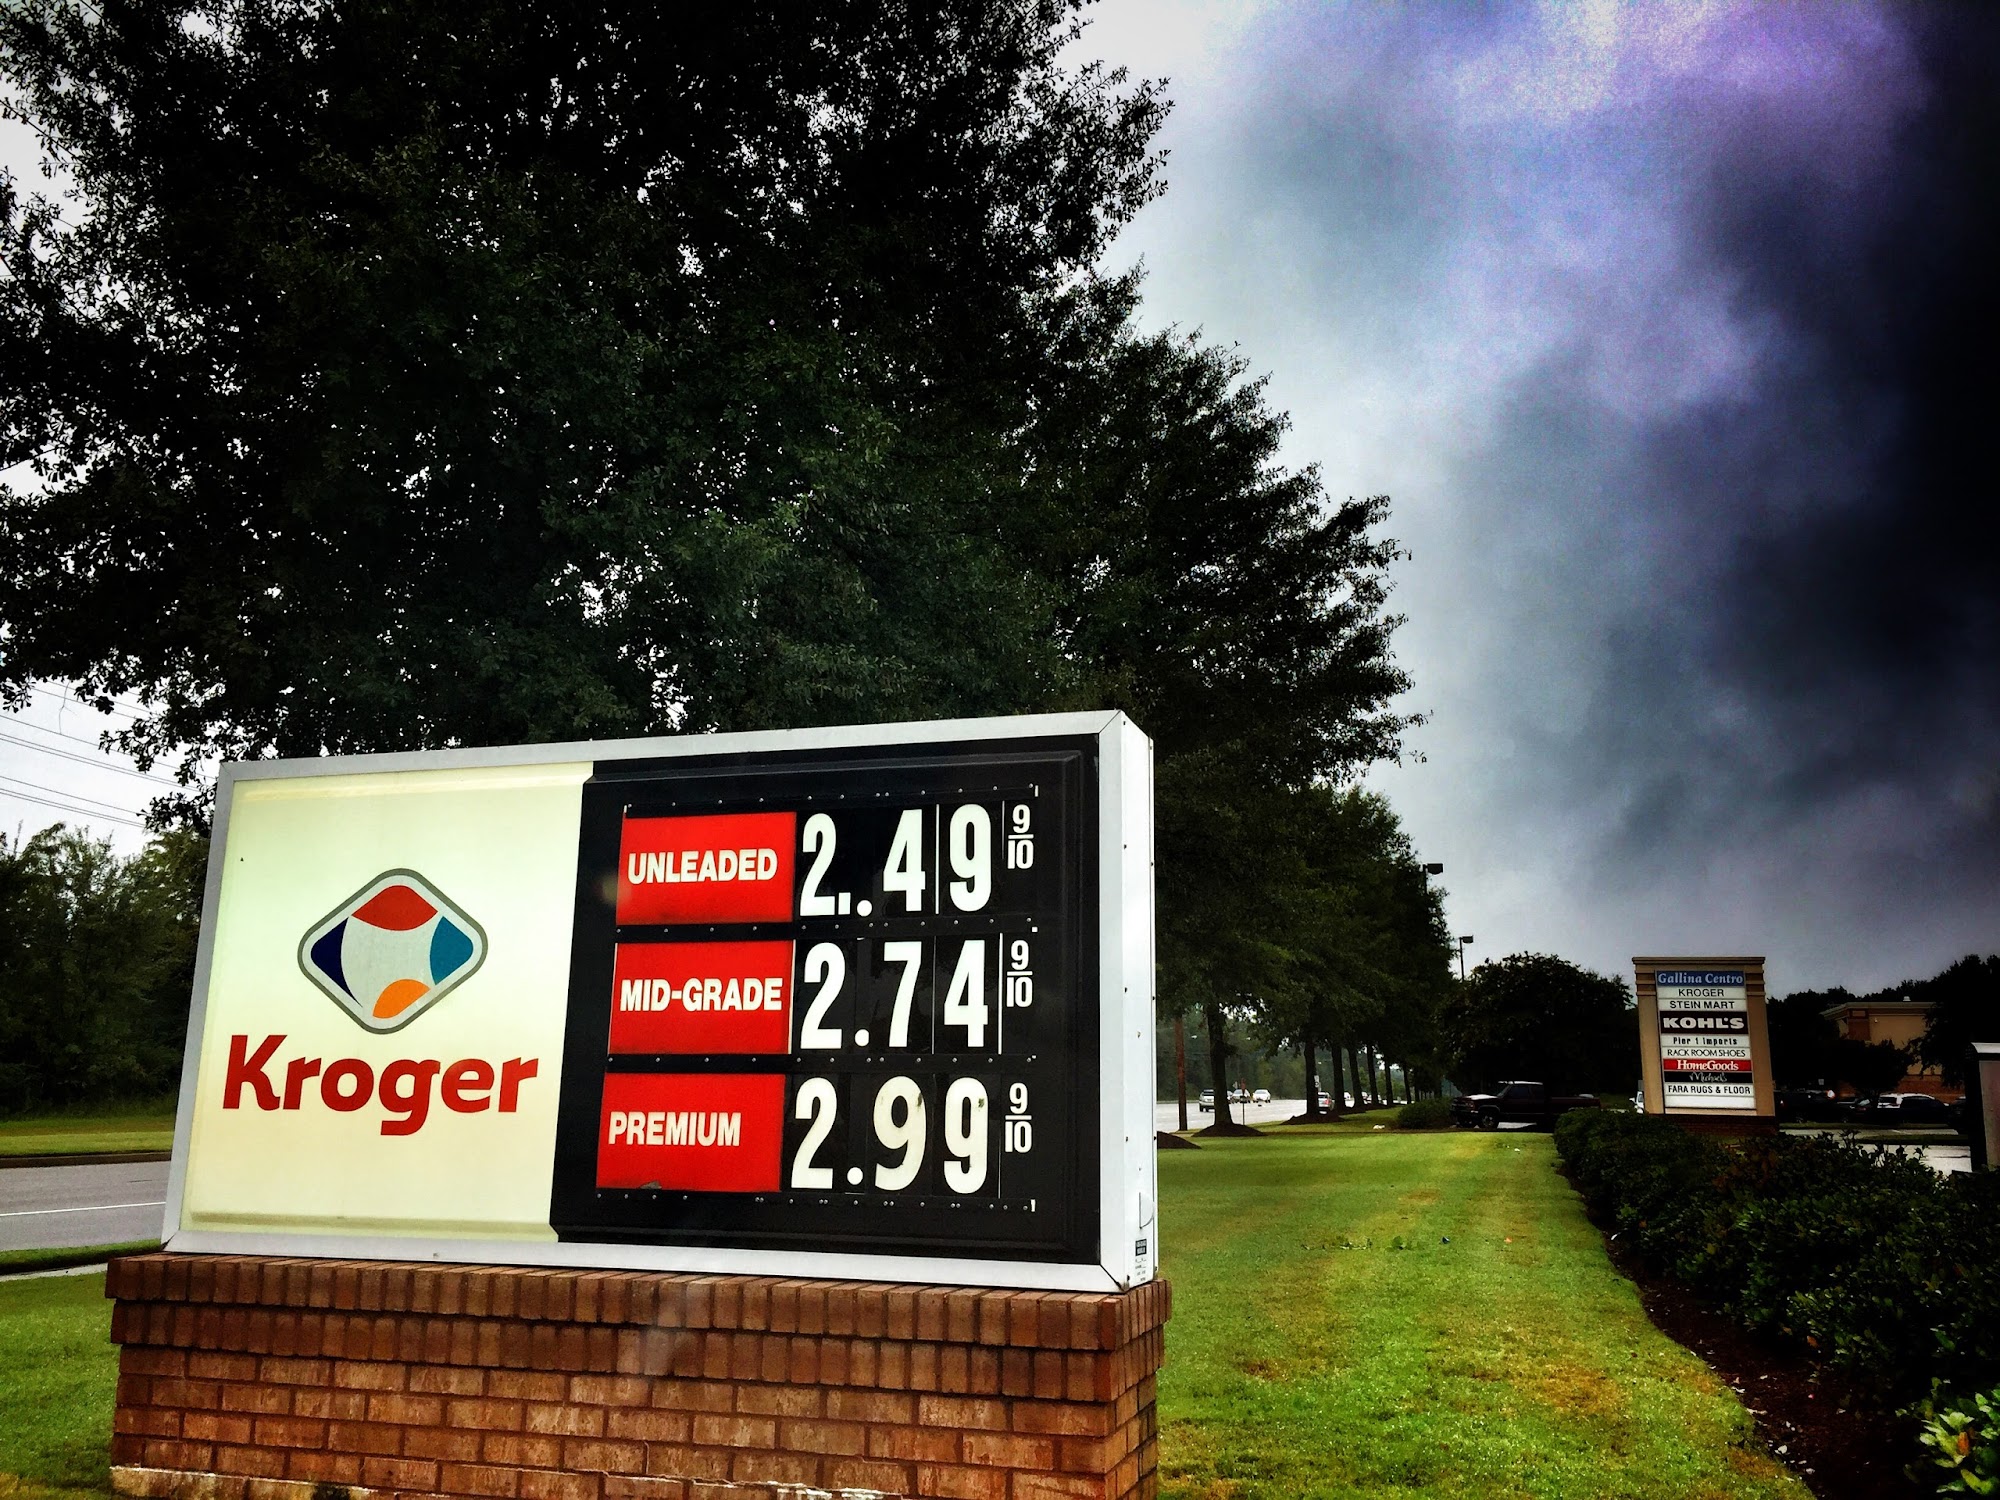 Kroger
UNLEADED 2..49 9/10
MID-GRADE 2.74 9/10
PREMIUM 2.99 9/10
Gallina Centro
KROGER
STEIN MART
KOHL'S
Pier 1 imports
RACK ROOM SHOES
HomeGoods
Michaels
FARA RUGS & FLOOR